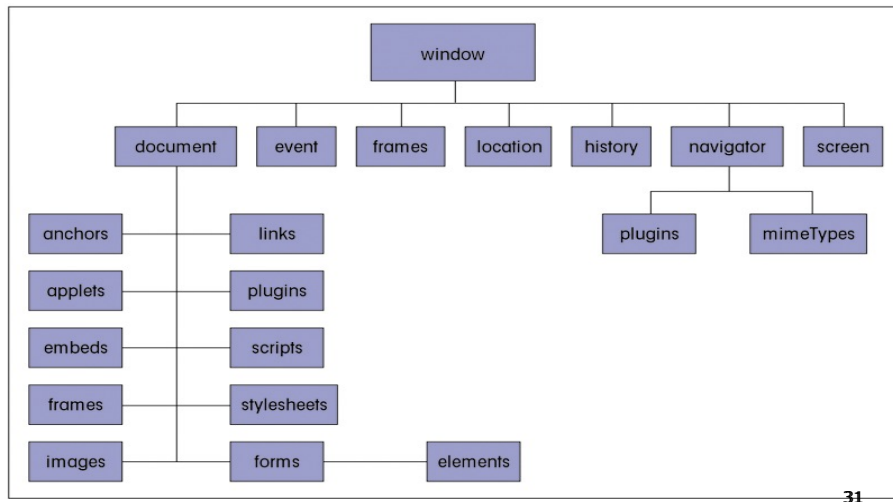 window
document event frames location history navigator screen
plugins mimeTypes
anchors links
applets plugins
embeds scripts
frames stylesheets
images forms elements
31